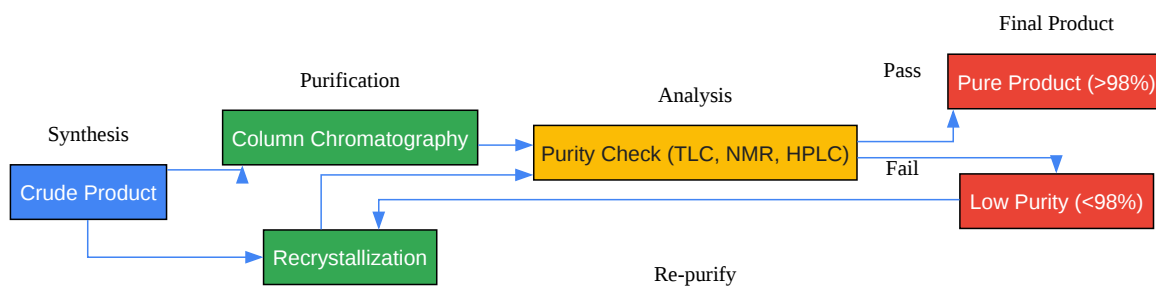 Final Product
Pass
Pure Product (>98%)
Purification
Analysis
Synthesis
Column Chromatography
Purity Check (TLC, NMR, HPLC)
Fail
Crude Product
Low Purity (<98%)
Recrystallization
Re-purify